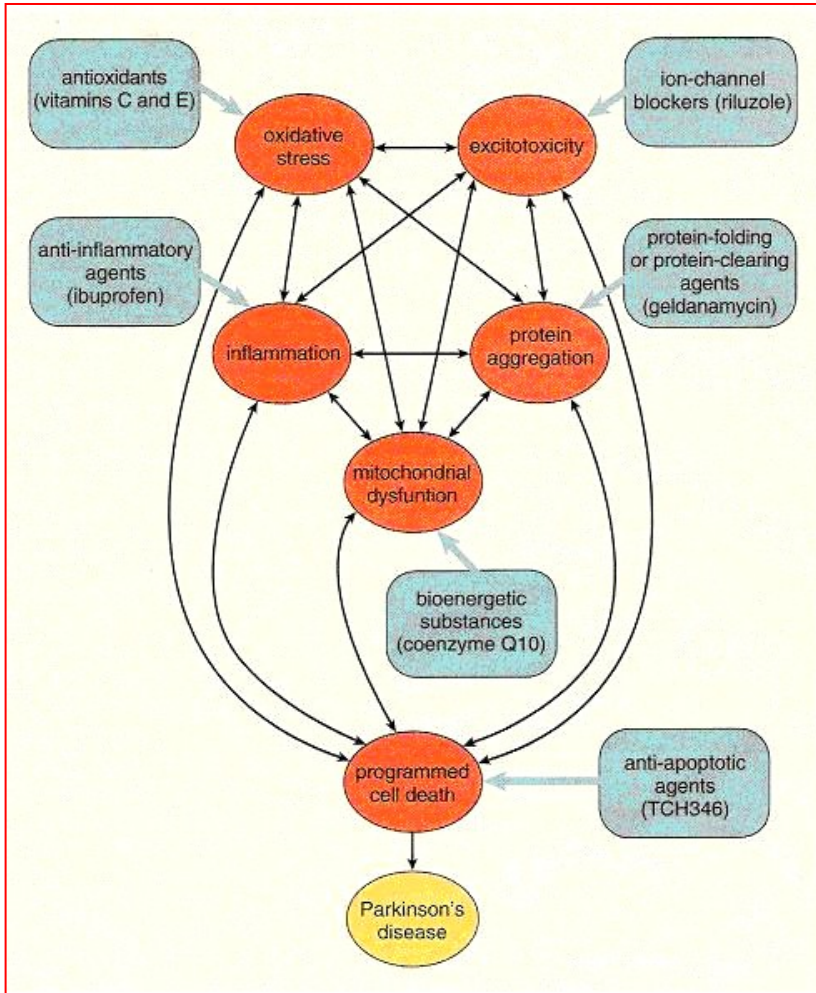 antioxidants
(vitamins C and E)
ion-channel
blockers (riluzole)
oxidative
stress
excitotoxicity
anti-inflammatory
agents
(ibuprofen)
protein-folding
or protein-clearing
agents
(geldanamycin)
inflammation
protein
aggregation
mitochondrial
dysfuntion
bioenergetic
substances
(coenzyme Q10)
programmed
cell death
anti-apoptotic
agents
(TCH346)
Parkinson's
disease